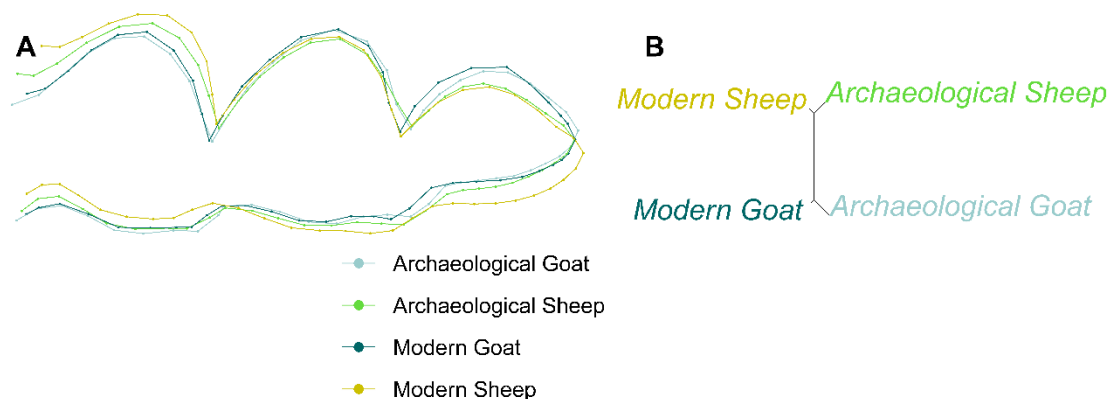 A
B
Modern Sheep
Archaeological Sheep
Modern Goat
Archaeological Goat
Archaeological Goat
Archaeological Sheep
Modern Goat
Modern Sheep